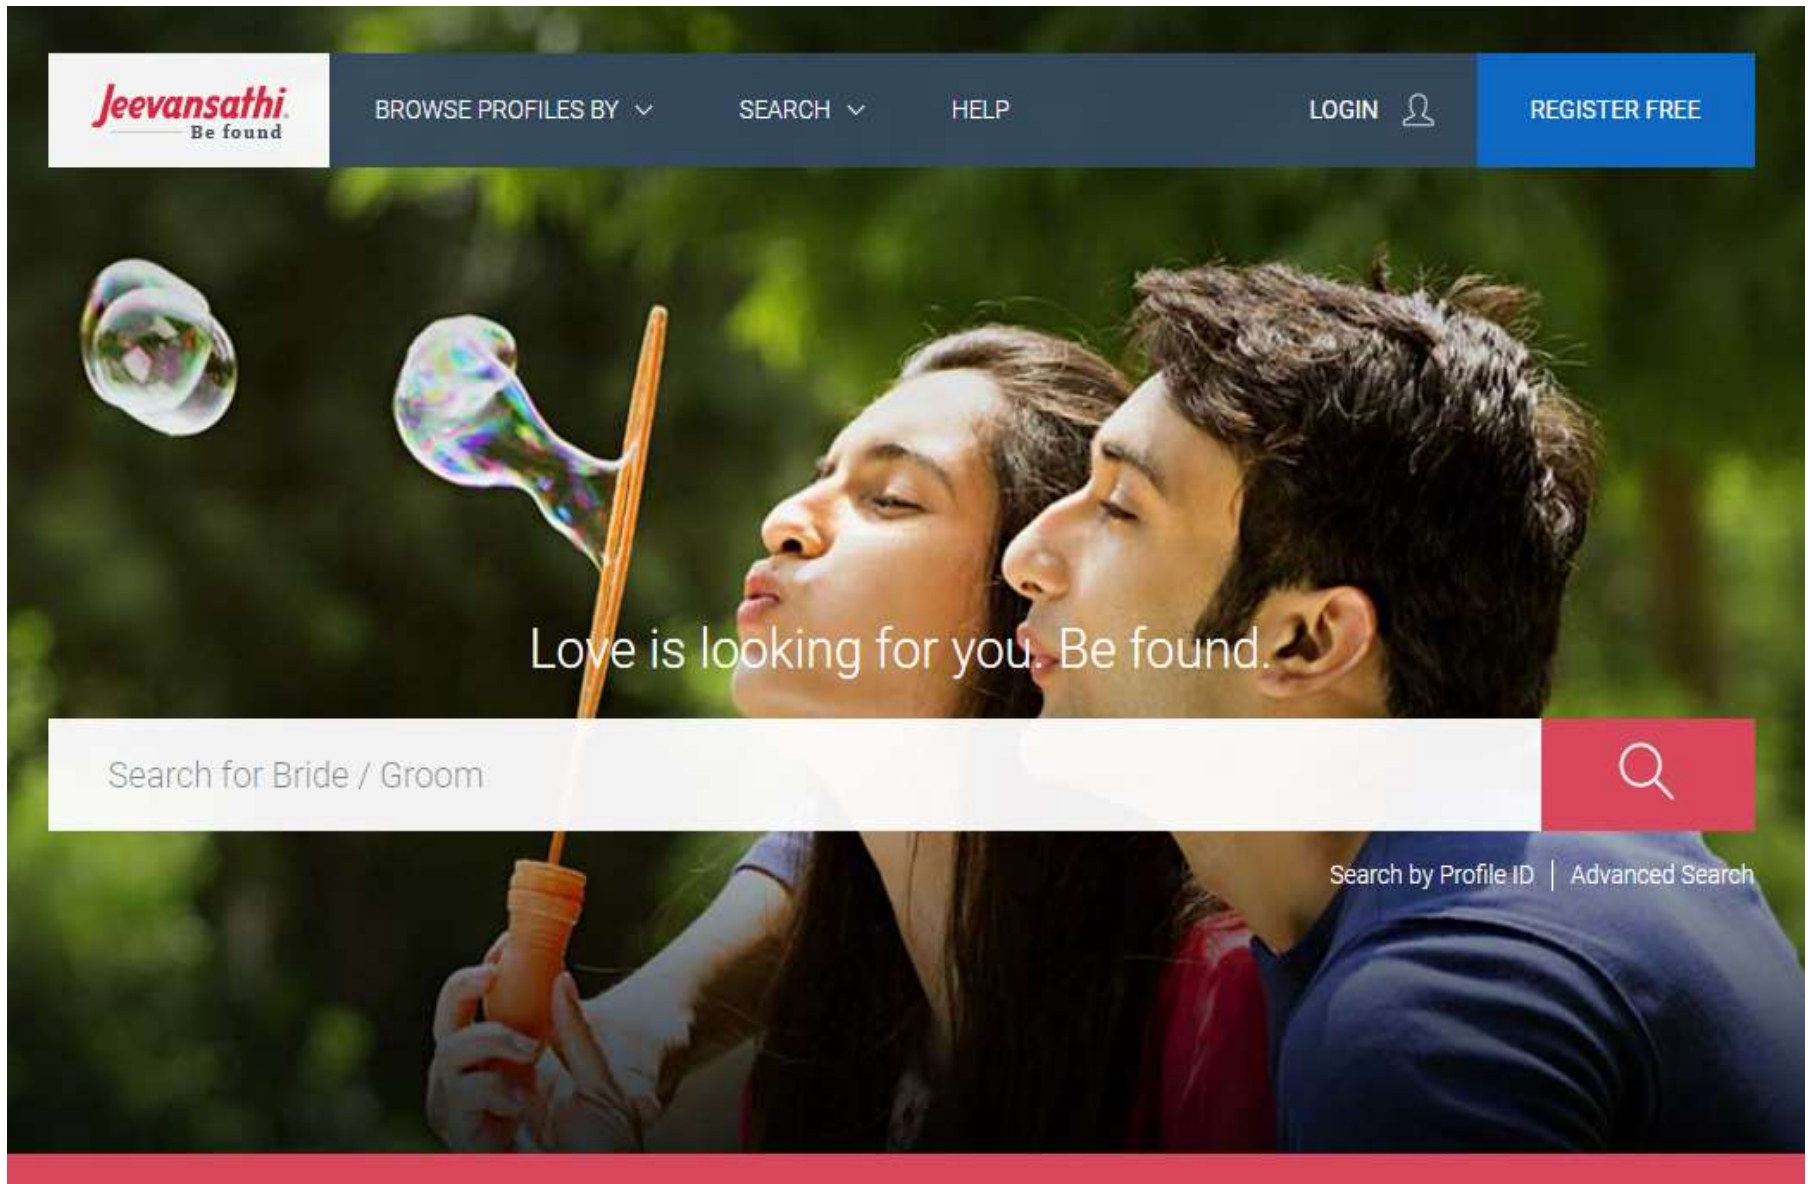 Jeevansathi
Be found
BROWSE PROFILES BY
SEARCH
HELP
LOGIN
REGISTER FREE
Love is looking for you. Be found.
Search for Bride / Groom
Search by Profile ID | Advanced Search